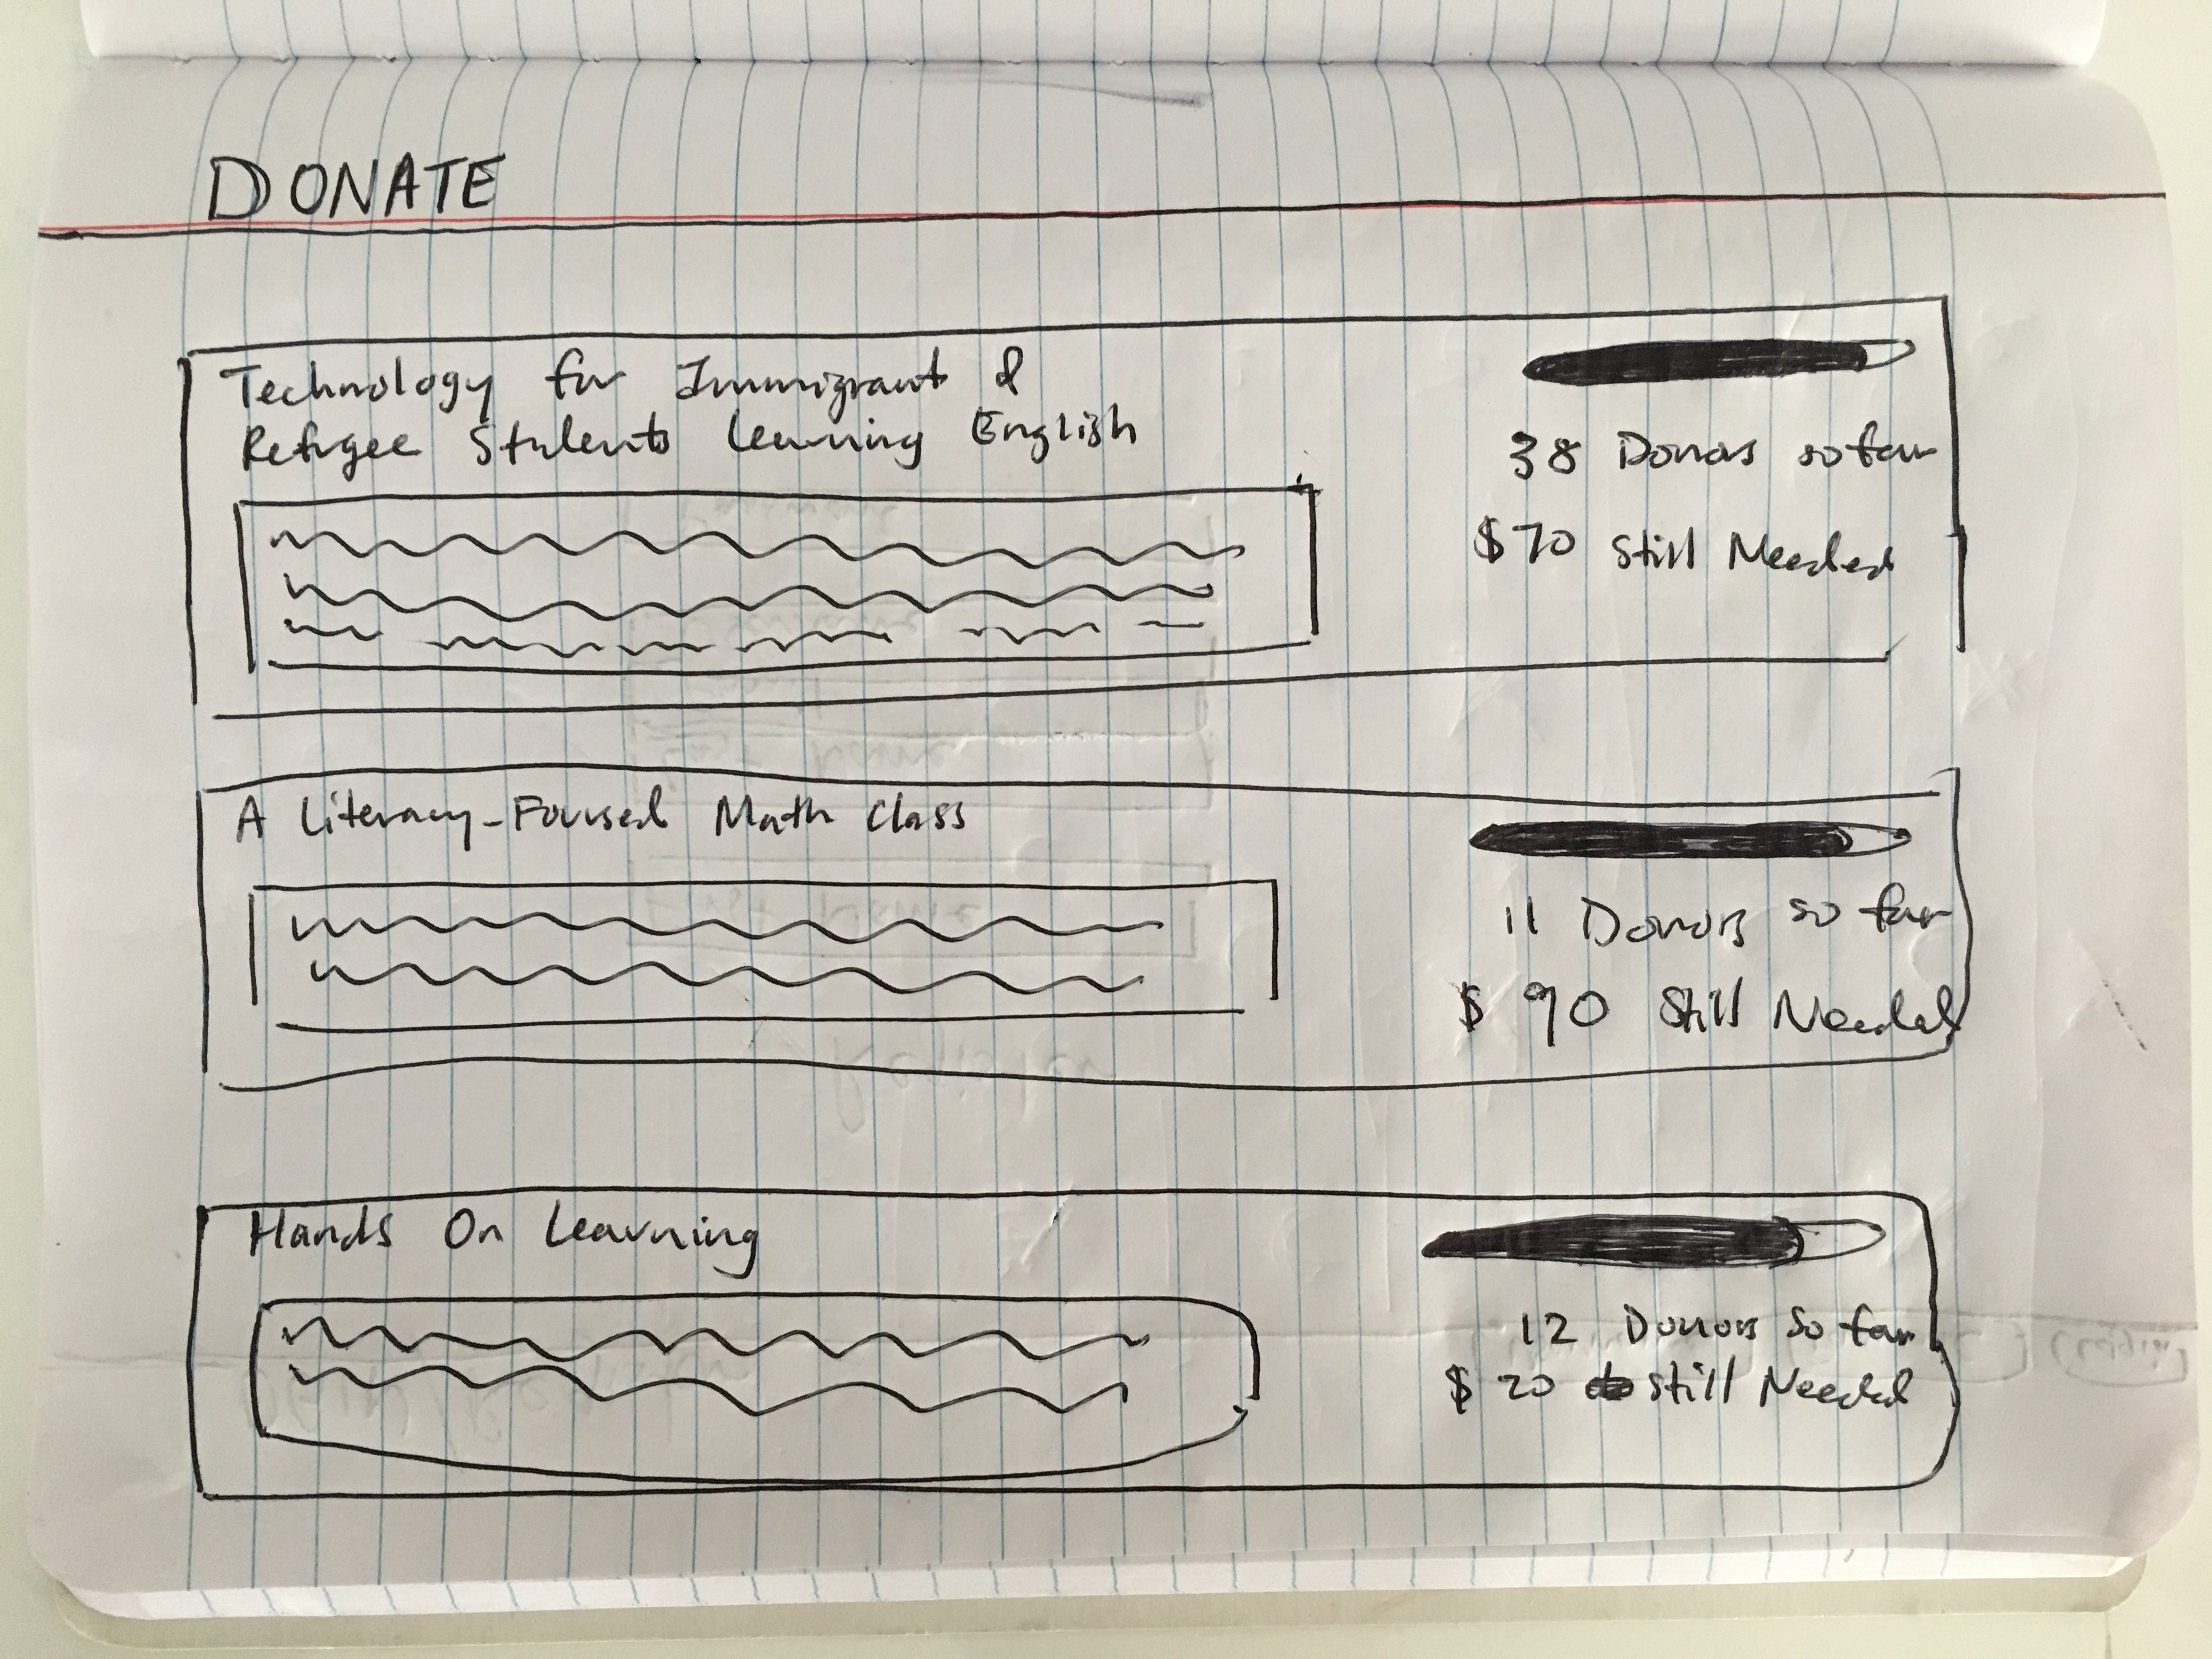 DONATE
Technology for Immigrant &
Refugee Students Learning English
38 Donors so far
$70 Still Needed
A Literary-Focused Math Class
11 Donors so far
$90 Still Needed
Hands On Learning
12 Donors so far
$20 still Needed